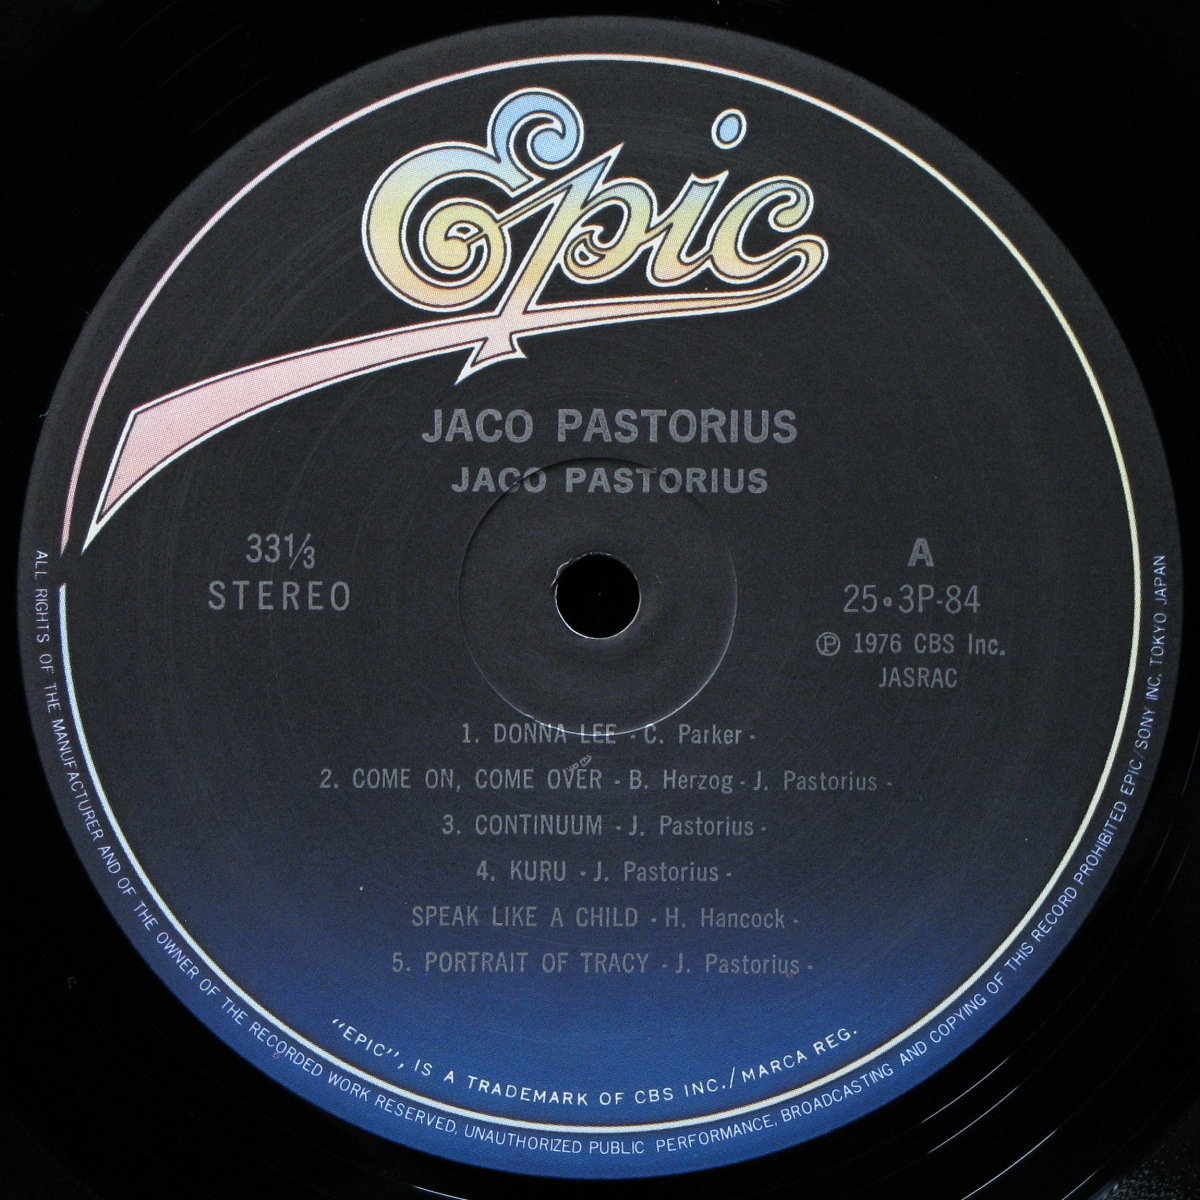 Epic
JACO PASTORIUS
JACO PASTORIUS
33⅓
STEREO
A
25・3P-84
Ⓟ 1976 CBS Inc.
JASRAC
1. DONNA LEE - C. Parker -
2. COME ON, COME OVER - B. Herzog - J. Pastorius -
3. CONTINUUM - J. Pastorius -
4. KURU - J. Pastorius -
SPEAK LIKE A CHILD - H. Hancock -
5. PORTRAIT OF TRACY - J. Pastorius -
"EPIC", IS A TRADEMARK OF CBS INC./MARCA REG.
ALL RIGHTS OF THE MANUFACTURER AND OF THE OWNER OF THE RECORDED WORK RESERVED, UNAUTHORIZED PUBLIC PERFORMANCE, BROADCASTING AND COPYING OF THIS RECORD PROHIBITED EPIC/SONY INC. TOKYO JAPAN